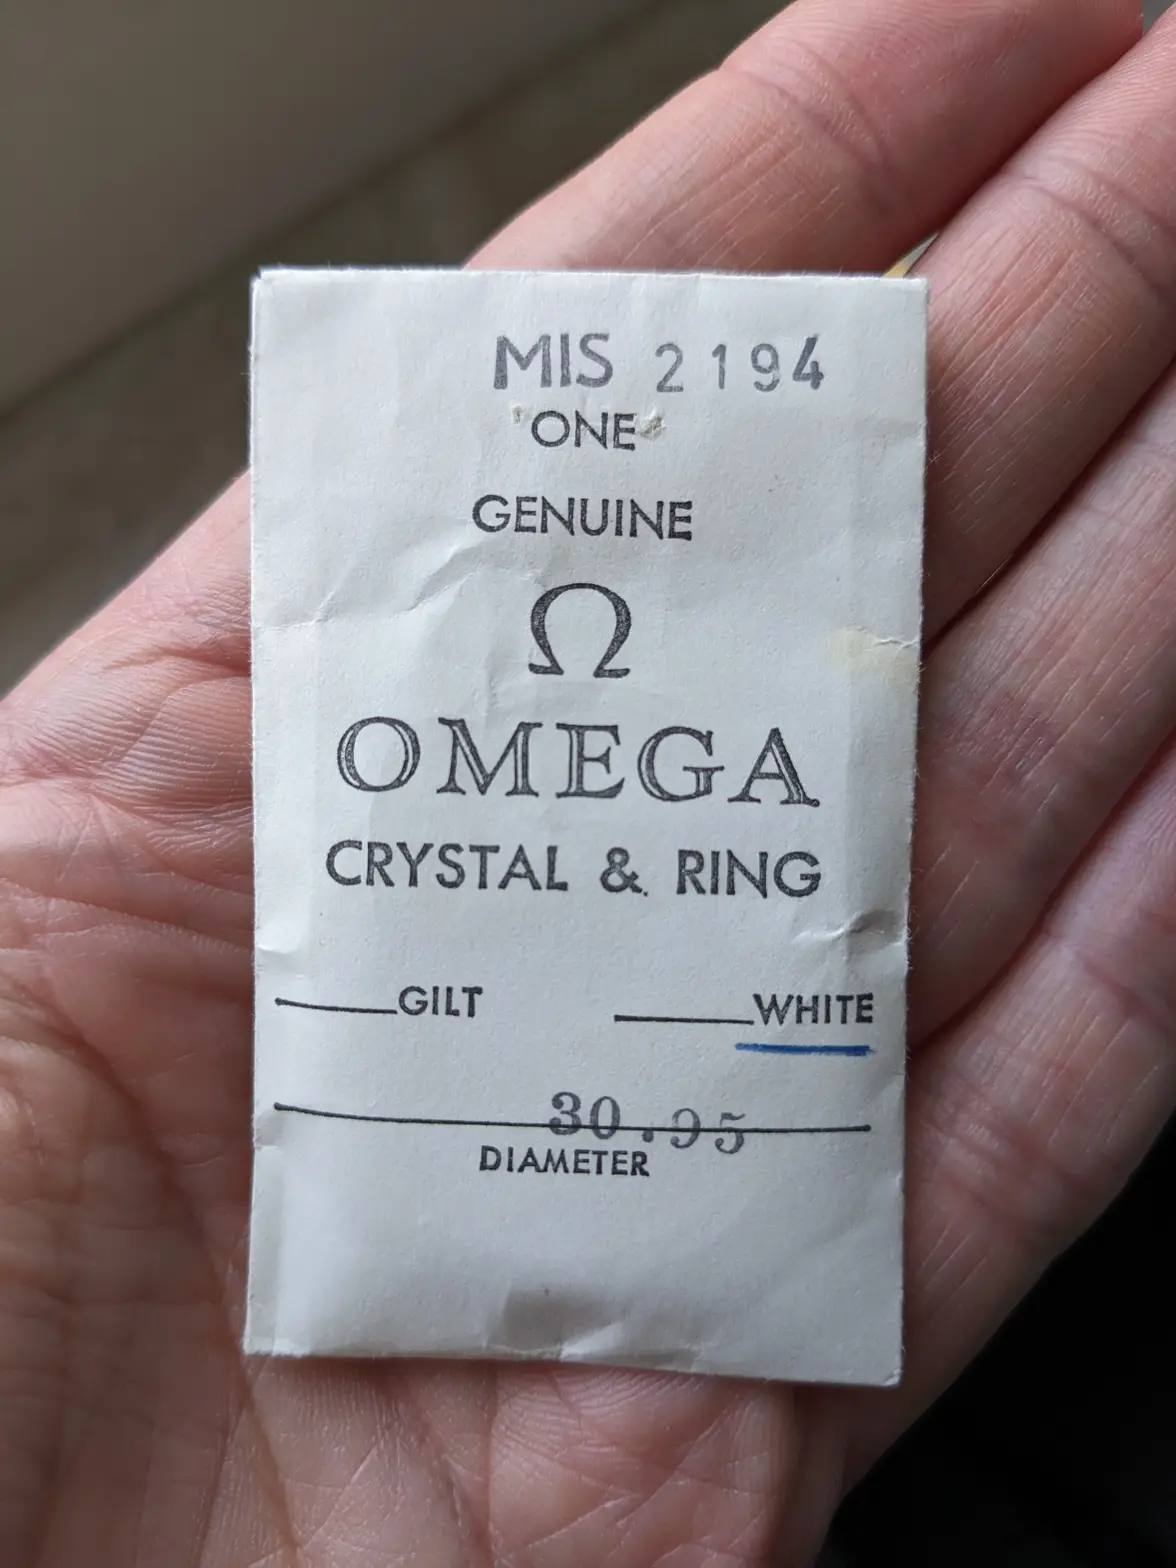 MIS 2194
ONE
GENUINE
Ω
OMEGA
CRYSTAL & RING
GILT WHITE
30.95
DIAMETER